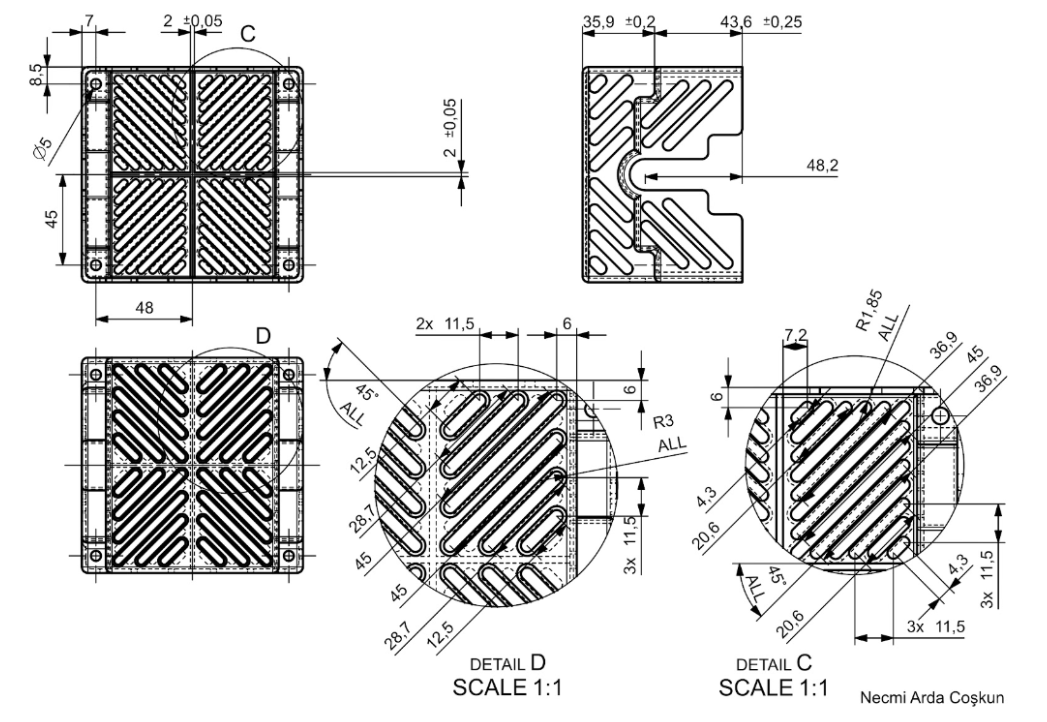 7
2 ±0,05
C
8,5
Ø5
2 ±0,05
45
48
35,9 ±0,2
43,6 ±0,25
48,2
D
2x 11,5
6
6
45°
ALL
R3
ALL
12,5
28,7
45
45
28,7
12,5
3x 11,5
DETAIL D
SCALE 1:1
7,2
R1,85
ALL
36,9
45
36,9
6
4,3
20,6
45°
ALL
20,6
4,3
3x 11,5
3x 11,5
DETAIL C
SCALE 1:1
Necmi Arda Coşkun